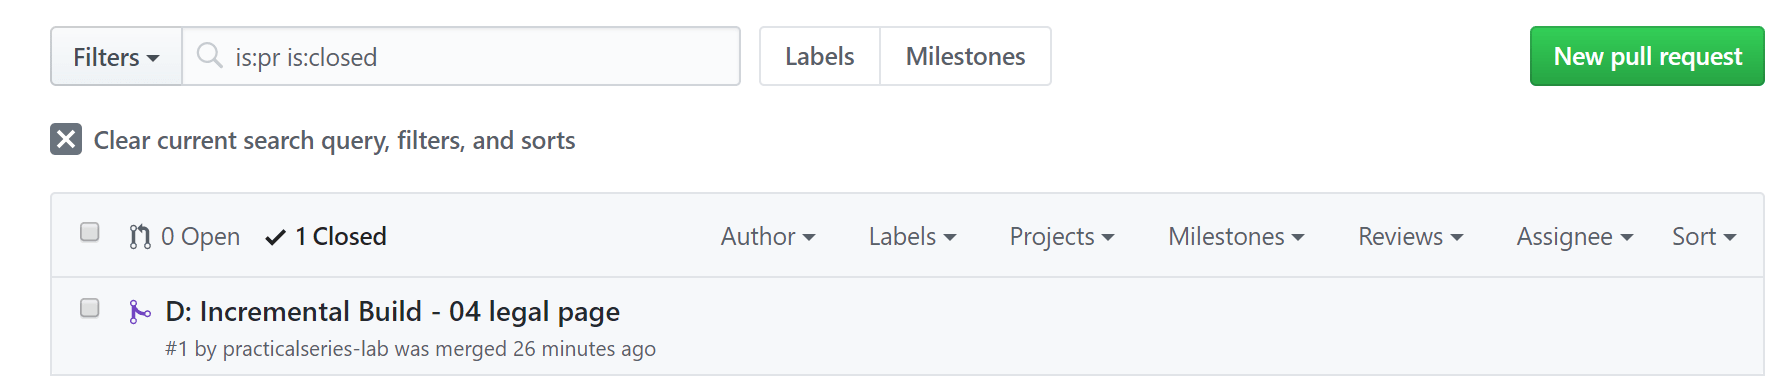 Filters is:pr is:closed Labels Milestones New pull request
Clear current search query, filters, and sorts
0 Open 1 Closed Author Labels Projects Milestones Reviews Assignee Sort
D: Incremental Build - 04 legal page
#1 by practicalseries-lab was merged 26 minutes ago